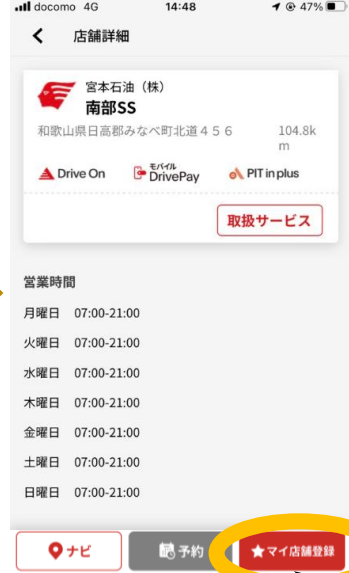 docomo 4G 14:48 47%
店舗詳細
宮本石油（株）
南部SS
和歌山県日高郡みなべ町北道４５６ 104.8k
m
Drive On モバイル DrivePay PIT in plus
取扱サービス
営業時間
月曜日 07:00-21:00
火曜日 07:00-21:00
水曜日 07:00-21:00
木曜日 07:00-21:00
金曜日 07:00-21:00
土曜日 07:00-21:00
日曜日 07:00-21:00
ナビ 予約 ★マイ店舗登録